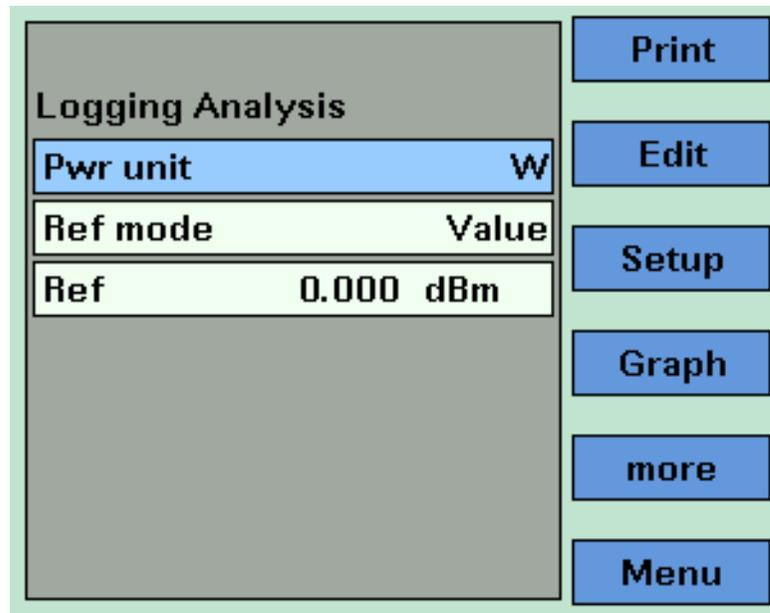 Logging Analysis
Pwr unit W
Ref mode Value
Ref 0.000 dBm
Print
Edit
Setup
Graph
more
Menu